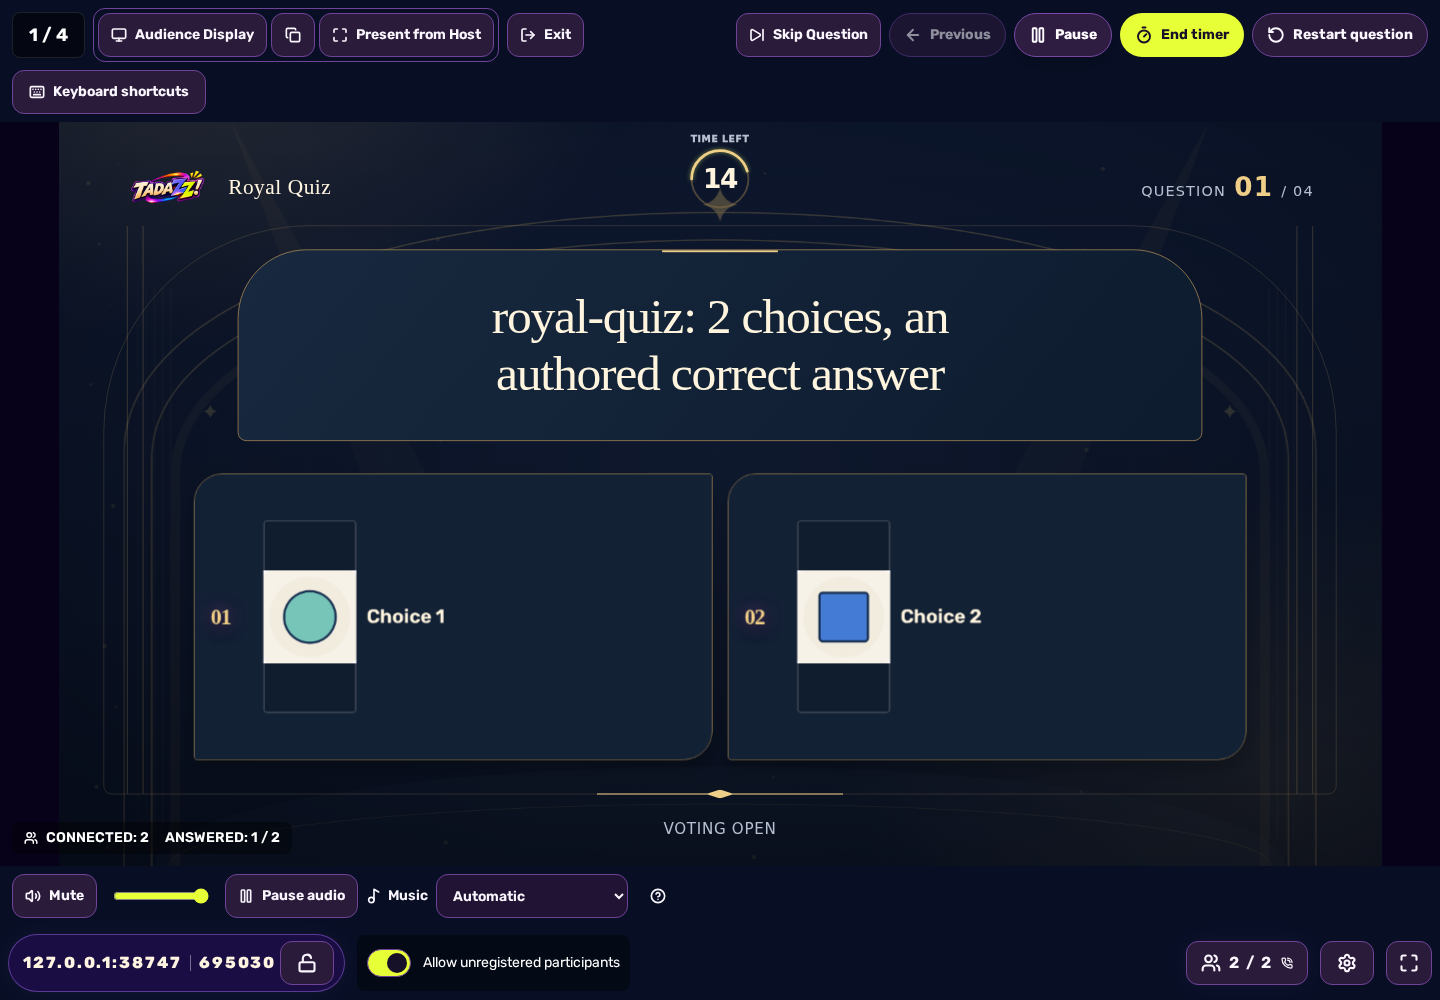 1 / 4
Audience Display
Present from Host
Exit
Skip Question
Previous
Pause
End timer
Restart question
Keyboard shortcuts
TADAZZ!
Royal Quiz
TIME LEFT
14
QUESTION 01 / 04
royal-quiz: 2 choices, an
authored correct answer
01
Choice 1
02
Choice 2
VOTING OPEN
CONNECTED: 2 ANSWERED: 1 / 2
Mute
Pause audio
Music
Automatic
127.0.0.1:38747 | 695030
Allow unregistered participants
2 / 2